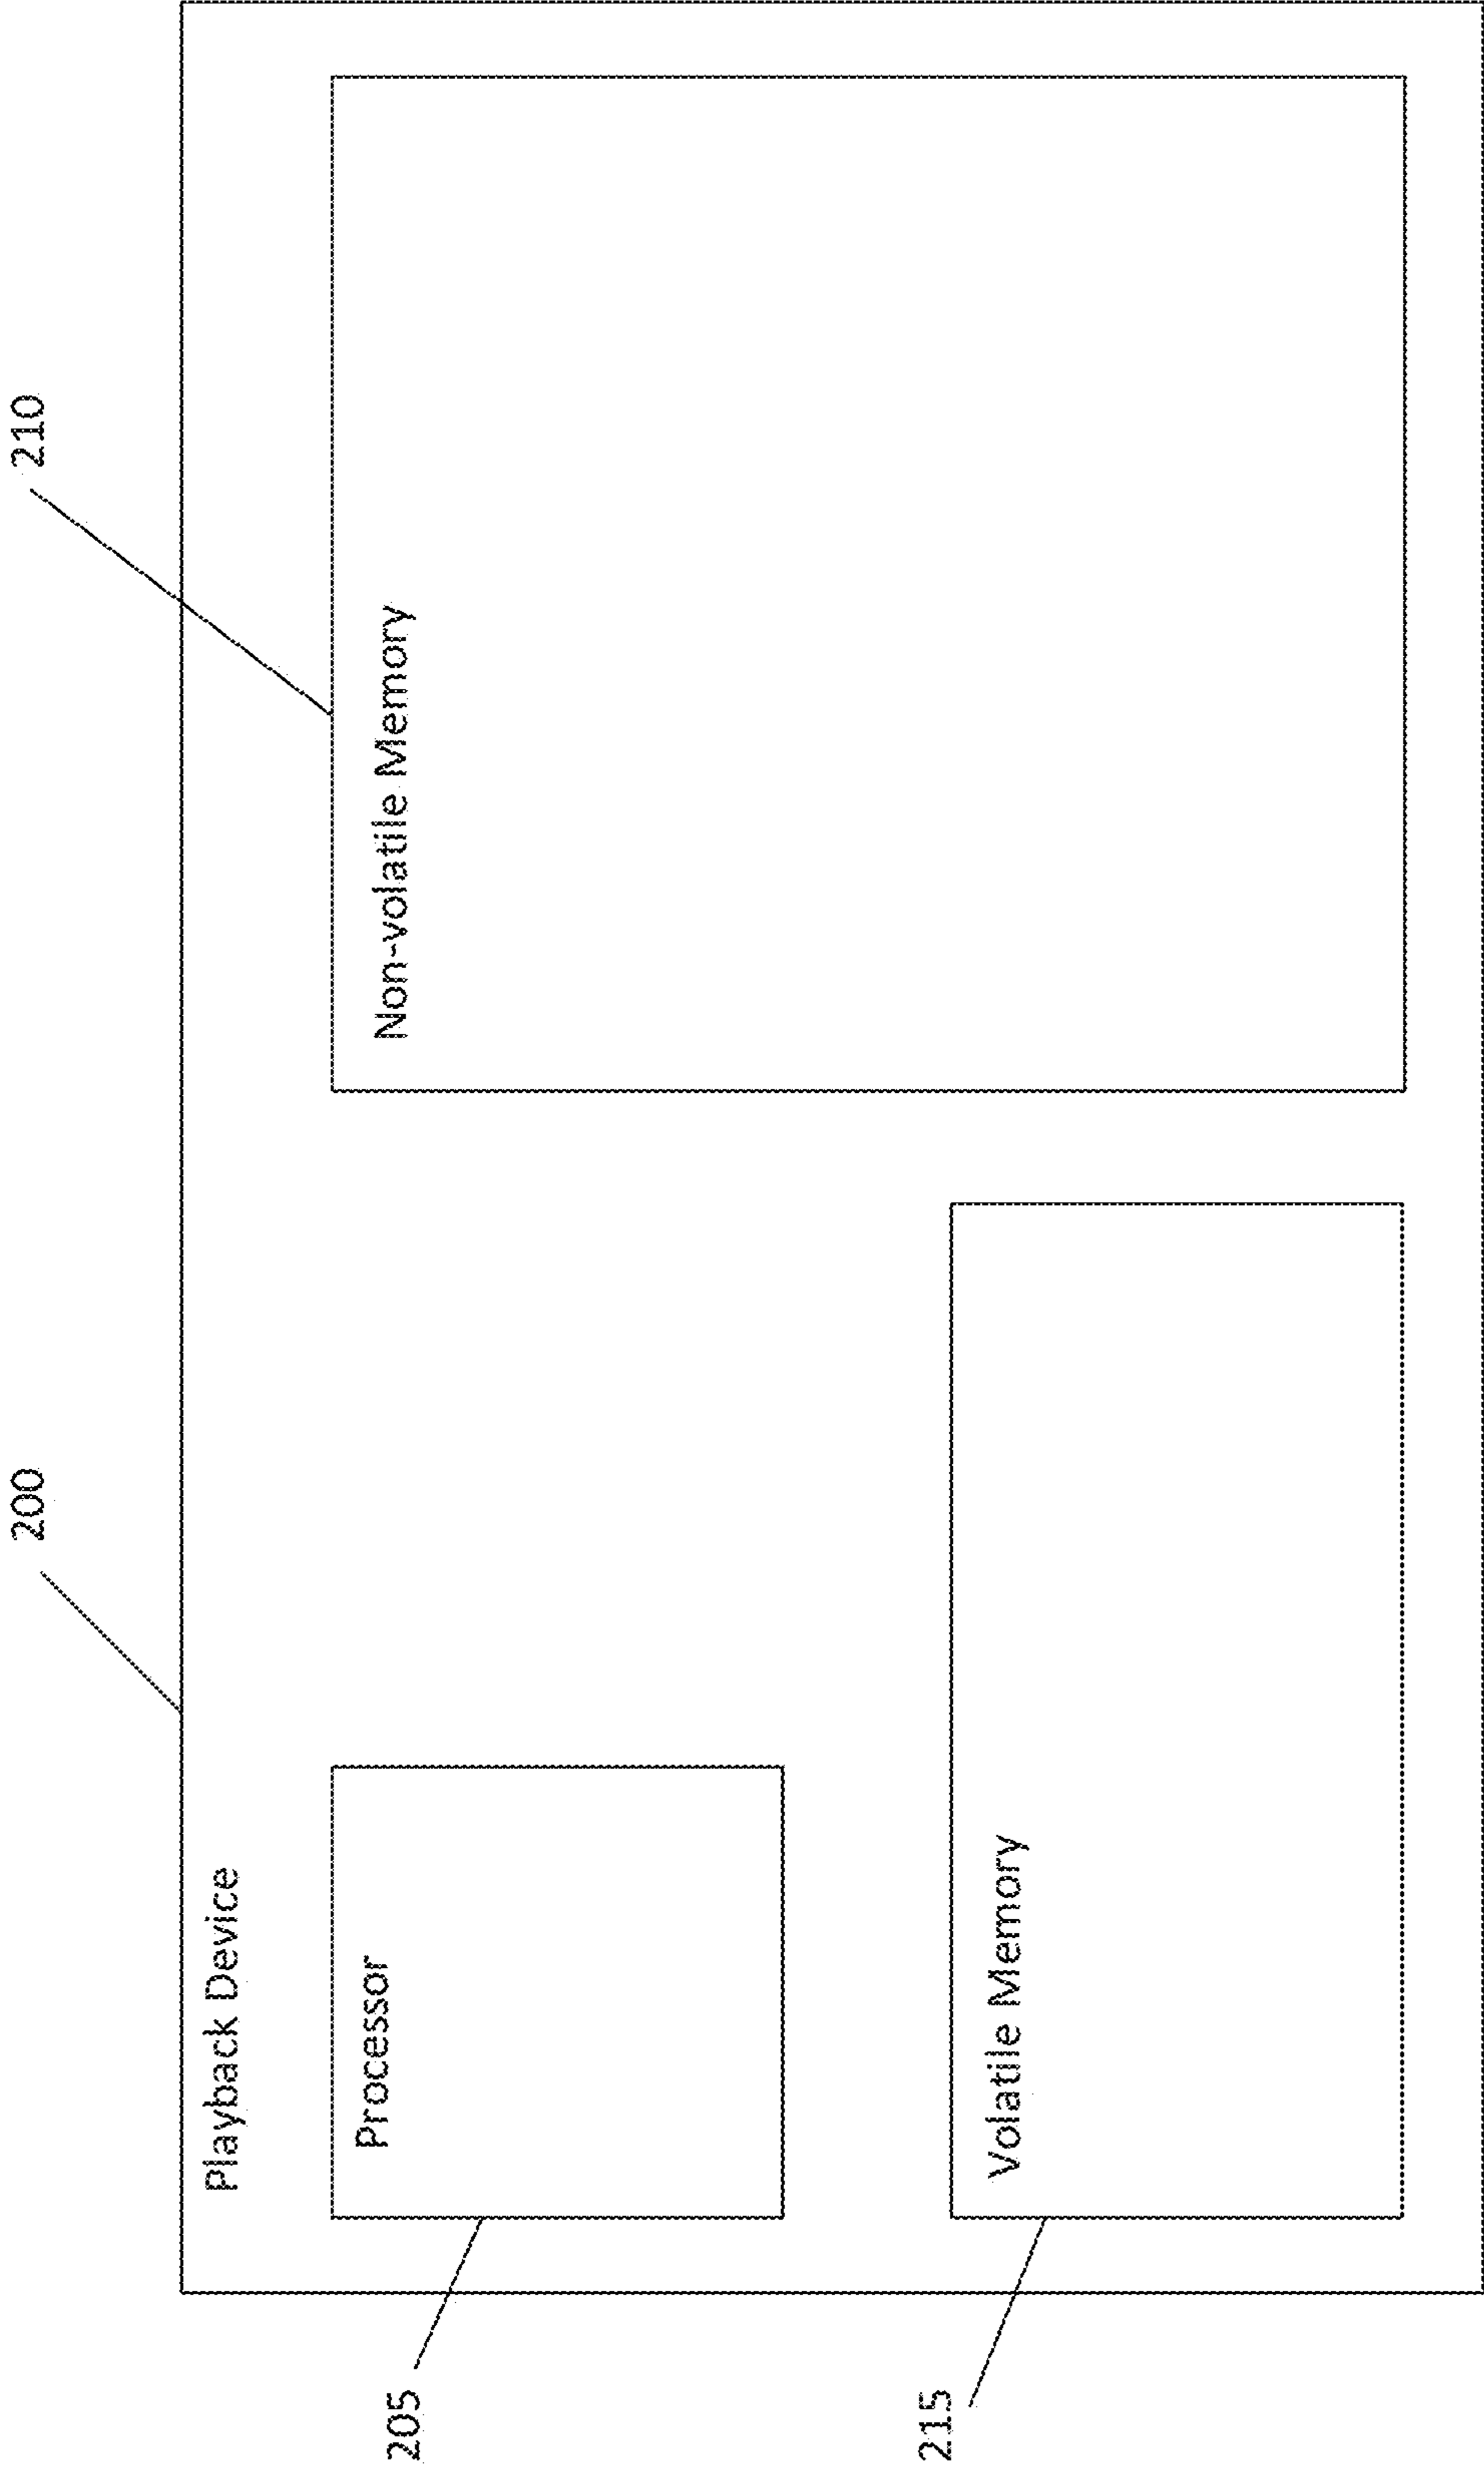 200
210
Playback Device
205
Processor
Non-volatile Memory
215
Volatile Memory